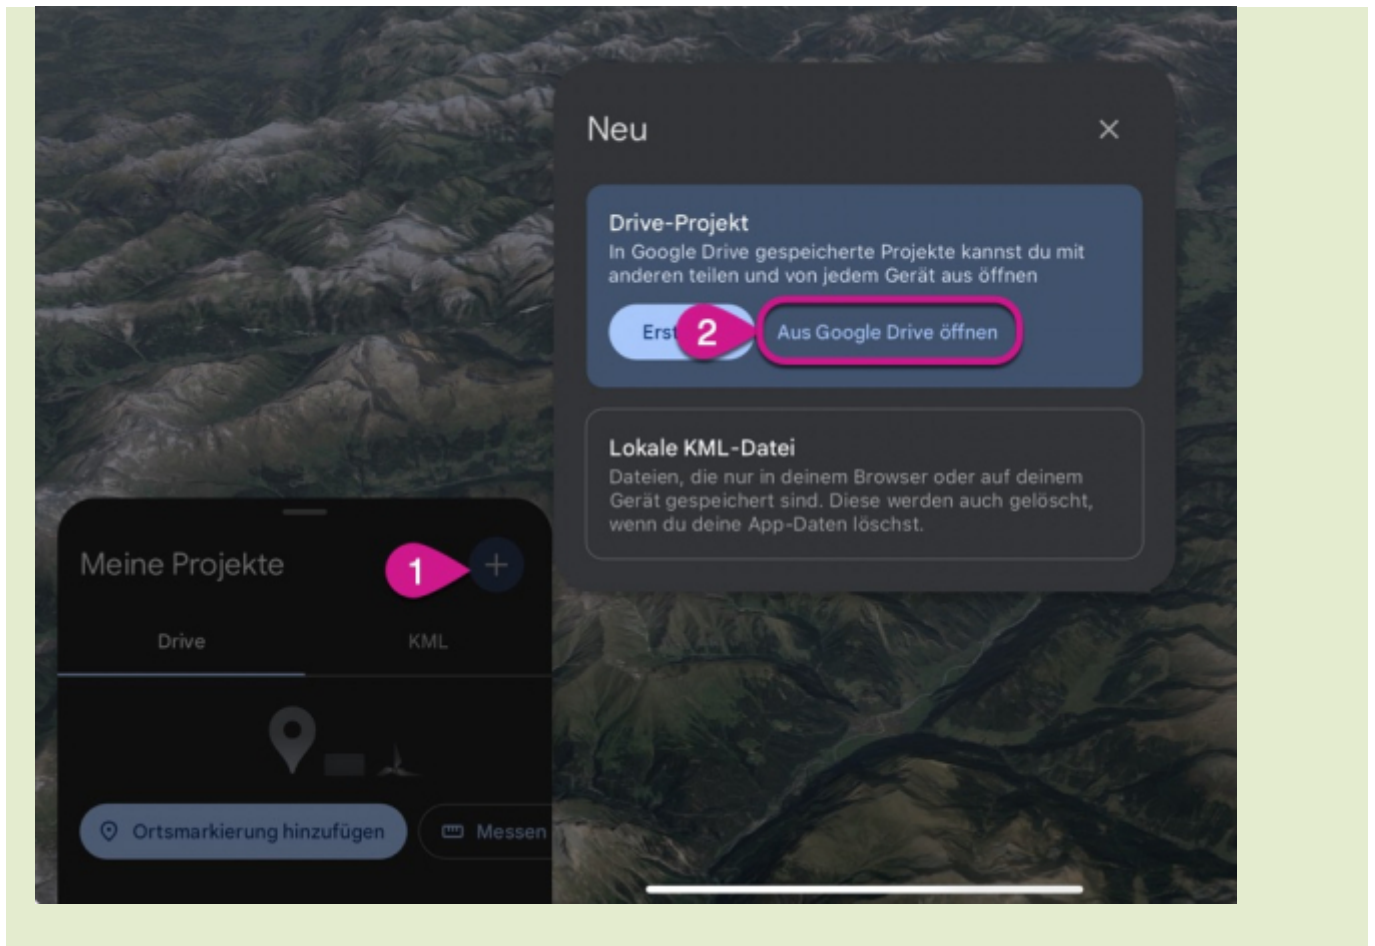 Neu
Drive-Projekt
In Google Drive gespeicherte Projekte kannst du mit
anderen teilen und von jedem Gerät aus öffnen
2
Aus Google Drive öffnen
Lokale KML-Datei
Dateien, die nur in deinem Browser oder auf deinem
Gerät gespeichert sind. Diese werden auch gelöscht,
wenn du deine App-Daten löschst.
Meine Projekte
1
Drive
KML
Ortsmarkierung hinzufügen
Messen